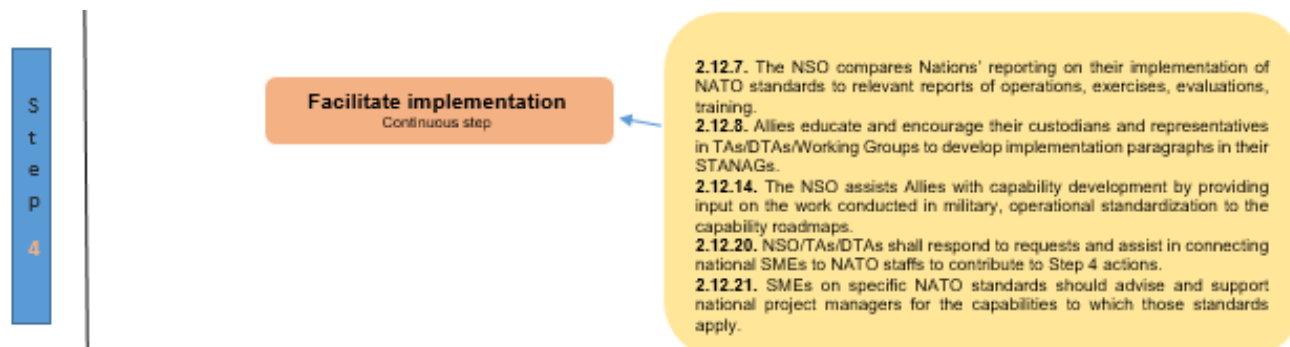 Step 4
Facilitate implementation
Continuous step
2.12.7. The NSO compares Nations' reporting on their implementation of
NATO standards to relevant reports of operations, exercises, evaluations,
training.
2.12.8. Allies educate and encourage their custodians and representatives
in TAs/DTAs/Working Groups to develop implementation paragraphs in their
STANAGs.
2.12.14. The NSO assists Allies with capability development by providing
input on the work conducted in military, operational standardization to the
capability roadmaps.
2.12.20. NSO/TAs/DTAs shall respond to requests and assist in connecting
national SMEs to NATO staffs to contribute to Step 4 actions.
2.12.21. SMEs on specific NATO standards should advise and support
national project managers for the capabilities to which those standards
apply.